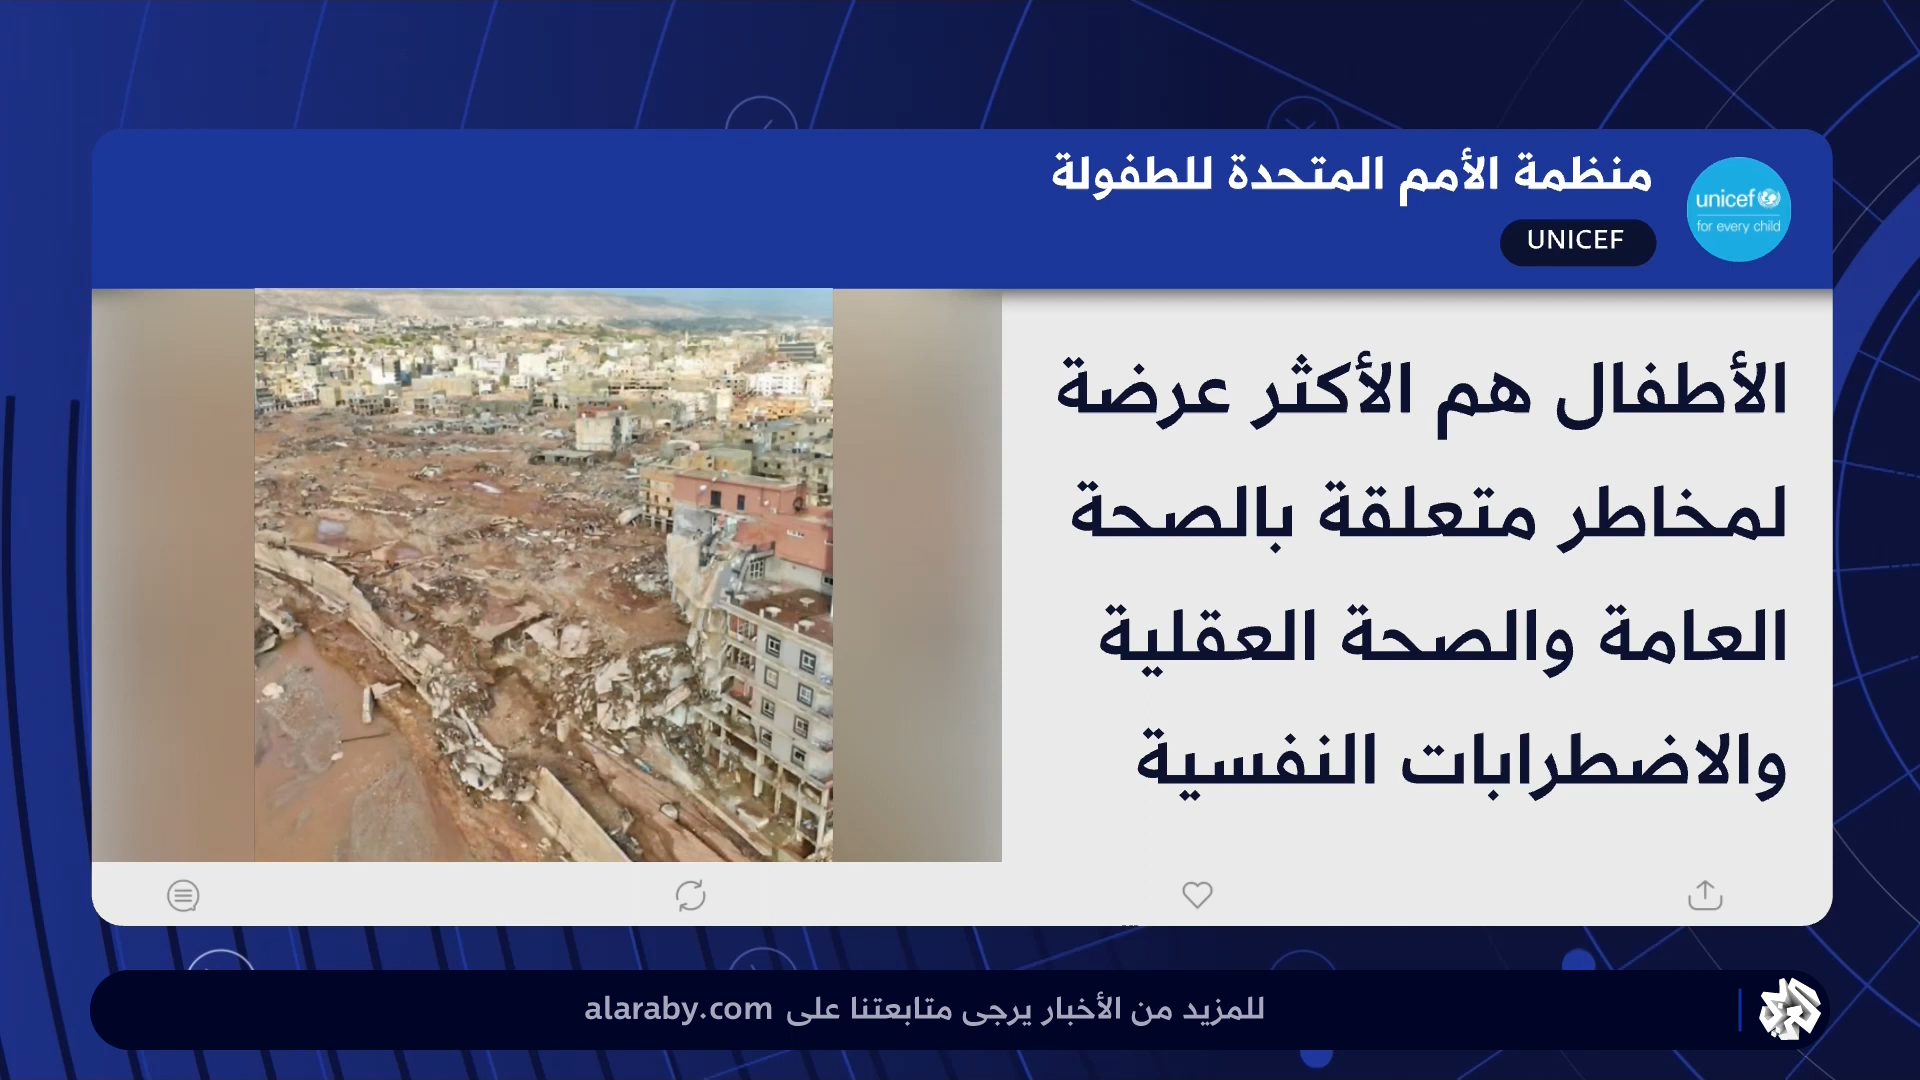 منظمة الأمم المتحدة للطفولة
UNICEF
unicef
for every child
الأطفال هم الأكثر عرضة
لمخاطر متعلقة بالصحة
العامة والصحة العقلية
والاضطرابات النفسية
للمزيد من الأخبار يرجى متابعتنا على alaraby.com